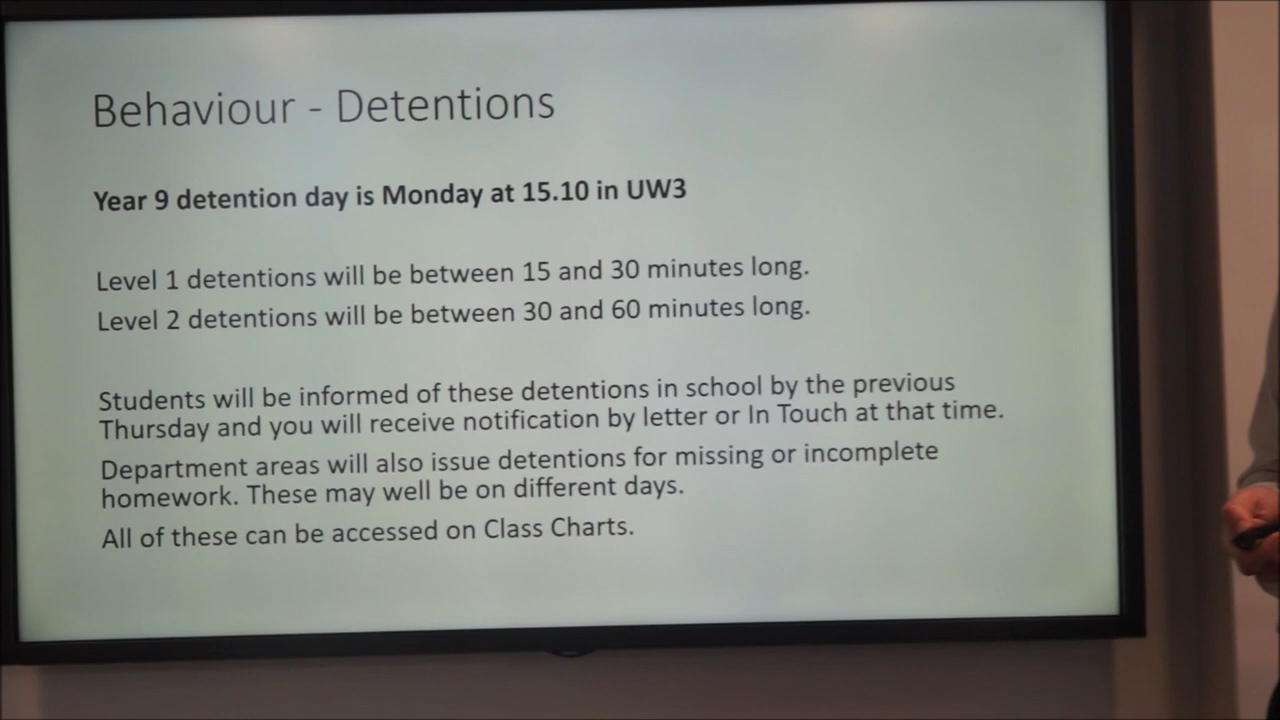 Behaviour - Detentions
Year 9 detention day is Monday at 15.10 in UW3
Level 1 detentions will be between 15 and 30 minutes long.
Level 2 detentions will be between 30 and 60 minutes long.
Students will be informed of these detentions in school by the previous
Thursday and you will receive notification by letter or In Touch at that time.
Department areas will also issue detentions for missing or incomplete
homework. These may well be on different days.
All of these can be accessed on Class Charts.